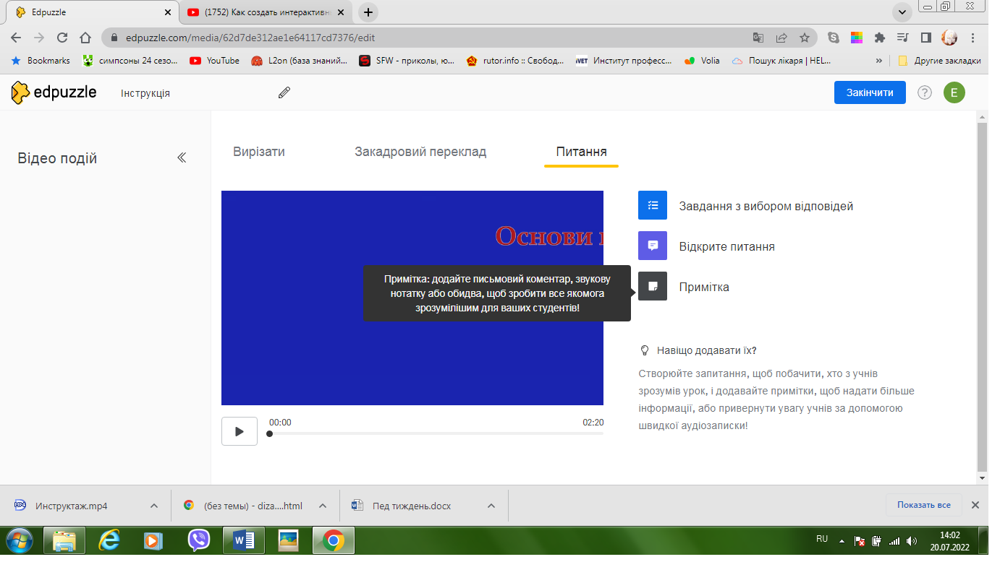 Edpuzzle
(1752) Как создать интерактивн
edpuzzle.com/media/62d7de312ae1e64117cd7376/edit
Bookmarks
симпсоны 24 сезо...
YouTube
L2on (база знаний...
SFW - приколы, ю...
rutor.info :: Свобод...
iVET
Институт професс...
Volia
Пошук лікаря | HEL...
»
Другие закладки
edpuzzle
Інструкція
Закінчити
?
E
Відео подій
Вирізати
Закадровий переклад
Питання
Основи
Завдання з вибором відповідей
Відкрите питання
Примітка
Примітка: додайте письмовий коментар, звукову
нотатку або обидва, щоб зробити все якомога
зрозумілішим для ваших студентів!
Навіщо додавати їх?
Створюйте запитання, щоб побачити, хто з учнів
зрозумів урок, і додавайте примітки, щоб надати більше
інформації, або привернути увагу учнів за допомогою
швидкої аудіозаписки!
00:00
02:20
Инструктаж.mp4
(без темы) - diza....html
Пед тиждень.docx
Показать все
RU
14:02
20.07.2022